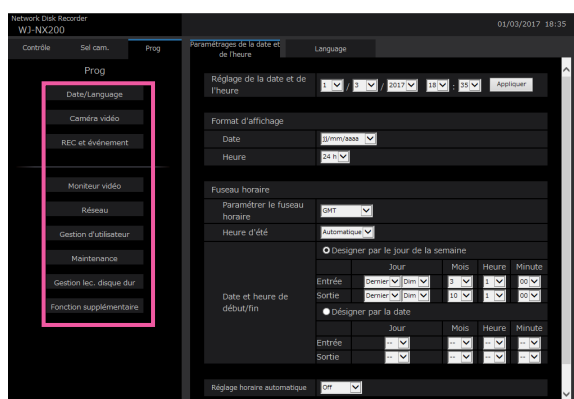 Network Disk Recorder
WJ-NX200
01/03/2017 18:35
Contrôle Sel cam. Prog
Paramétrages de la date et de l'heure
Language
Prog
Date/Language
Caméra vidéo
REC et événement
Moniteur vidéo
Réseau
Gestion d'utilisateur
Maintenance
Gestion lec. disque dur
Fonction supplémentaire
Réglage de la date et de
l'heure
1 / 3 / 2017 18 : 35 Appliquer
Format d'affichage
Date jj/mm/aaaa
Heure 24 h
Fuseau horaire
Paramétrer le fuseau
horaire
GMT
Heure d'été Automatique
Date et heure de
début/fin
Designer par le jour de la semaine
Jour Mois Heure Minute
Entrée Dernier Dim 3 1 00
Sortie Dernier Dim 10 1 00
Désigner par la date
Jour Mois Heure Minute
Entrée -- -- -- --
Sortie -- -- -- --
Réglage horaire automatique Off